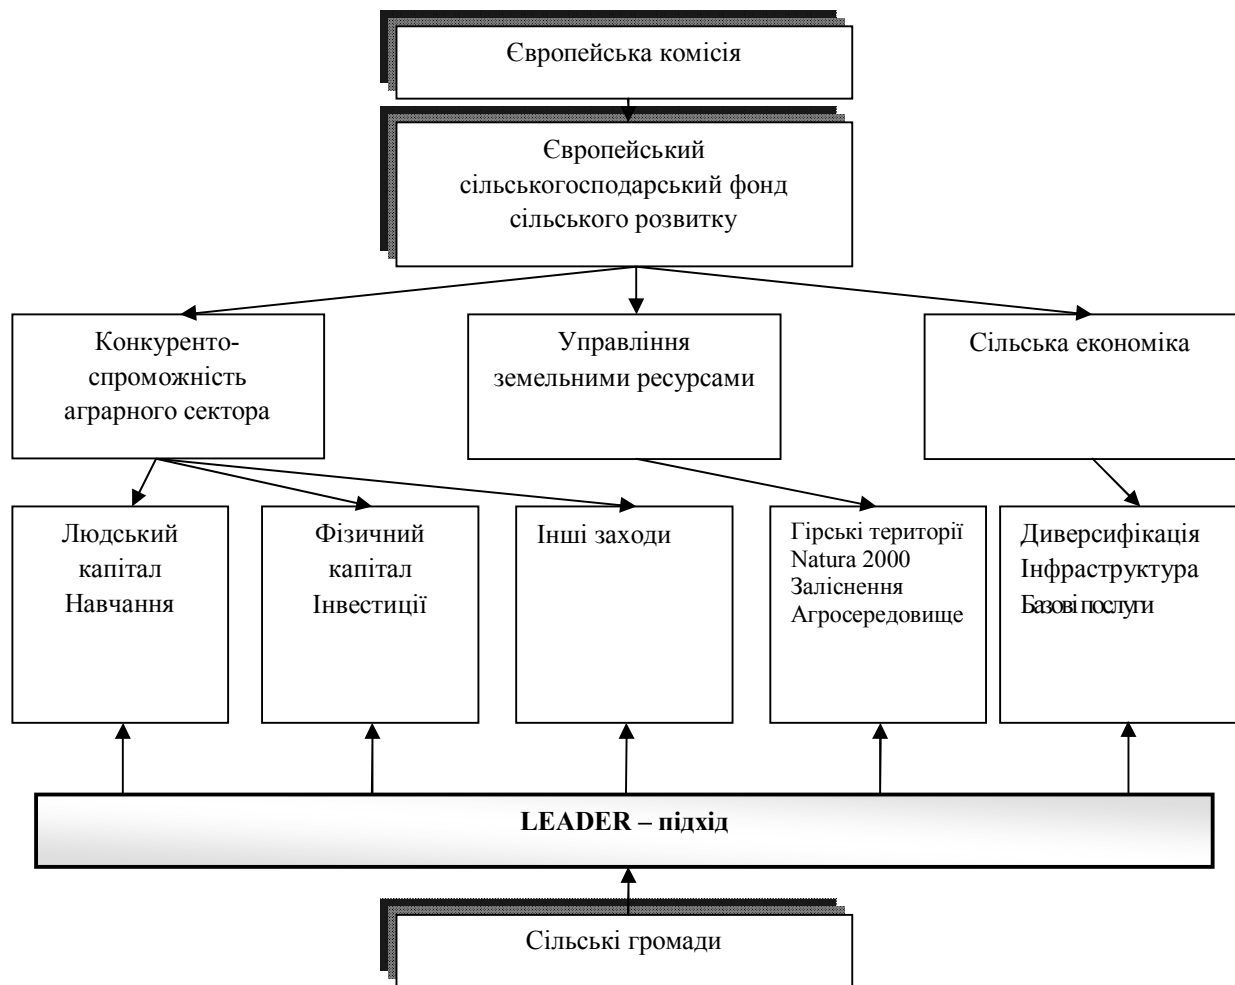 Європейська комісія
Європейський
сільськогосподарський фонд
сільського розвитку
Конкуренто-
спроможність
аграрного сектора
Управління
земельними ресурсами
Сільська економіка
Людський
капітал
Навчання
Фізичний
капітал
Інвестиції
Інші заходи
Гірські території
Natura 2000
Заліснення
Агросередовище
Диверсифікація
Інфраструктура
Базові послуги
LEADER – підхід
Сільські громади